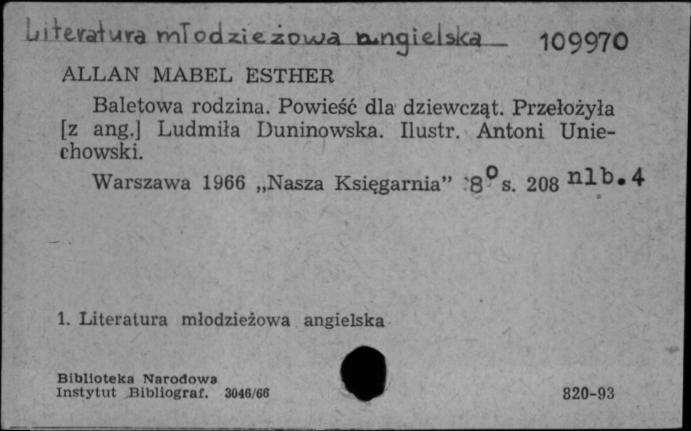 Literatura młodzieżowa angielska 109970
ALLAN MABEL ESTHER
Baletowa rodzina. Powieść dla dziewcząt. Przełożyła
[z ang.] Ludmiła Duninowska. Ilustr. Antoni Unie-
chowski.
Warszawa 1966 „Nasza Księgarnia” 8° s. 208 nlb. 4
1. Literatura młodzieżowa angielska
Biblioteka Narodowa
Instytut Bibliograf. 3046/66 820-93